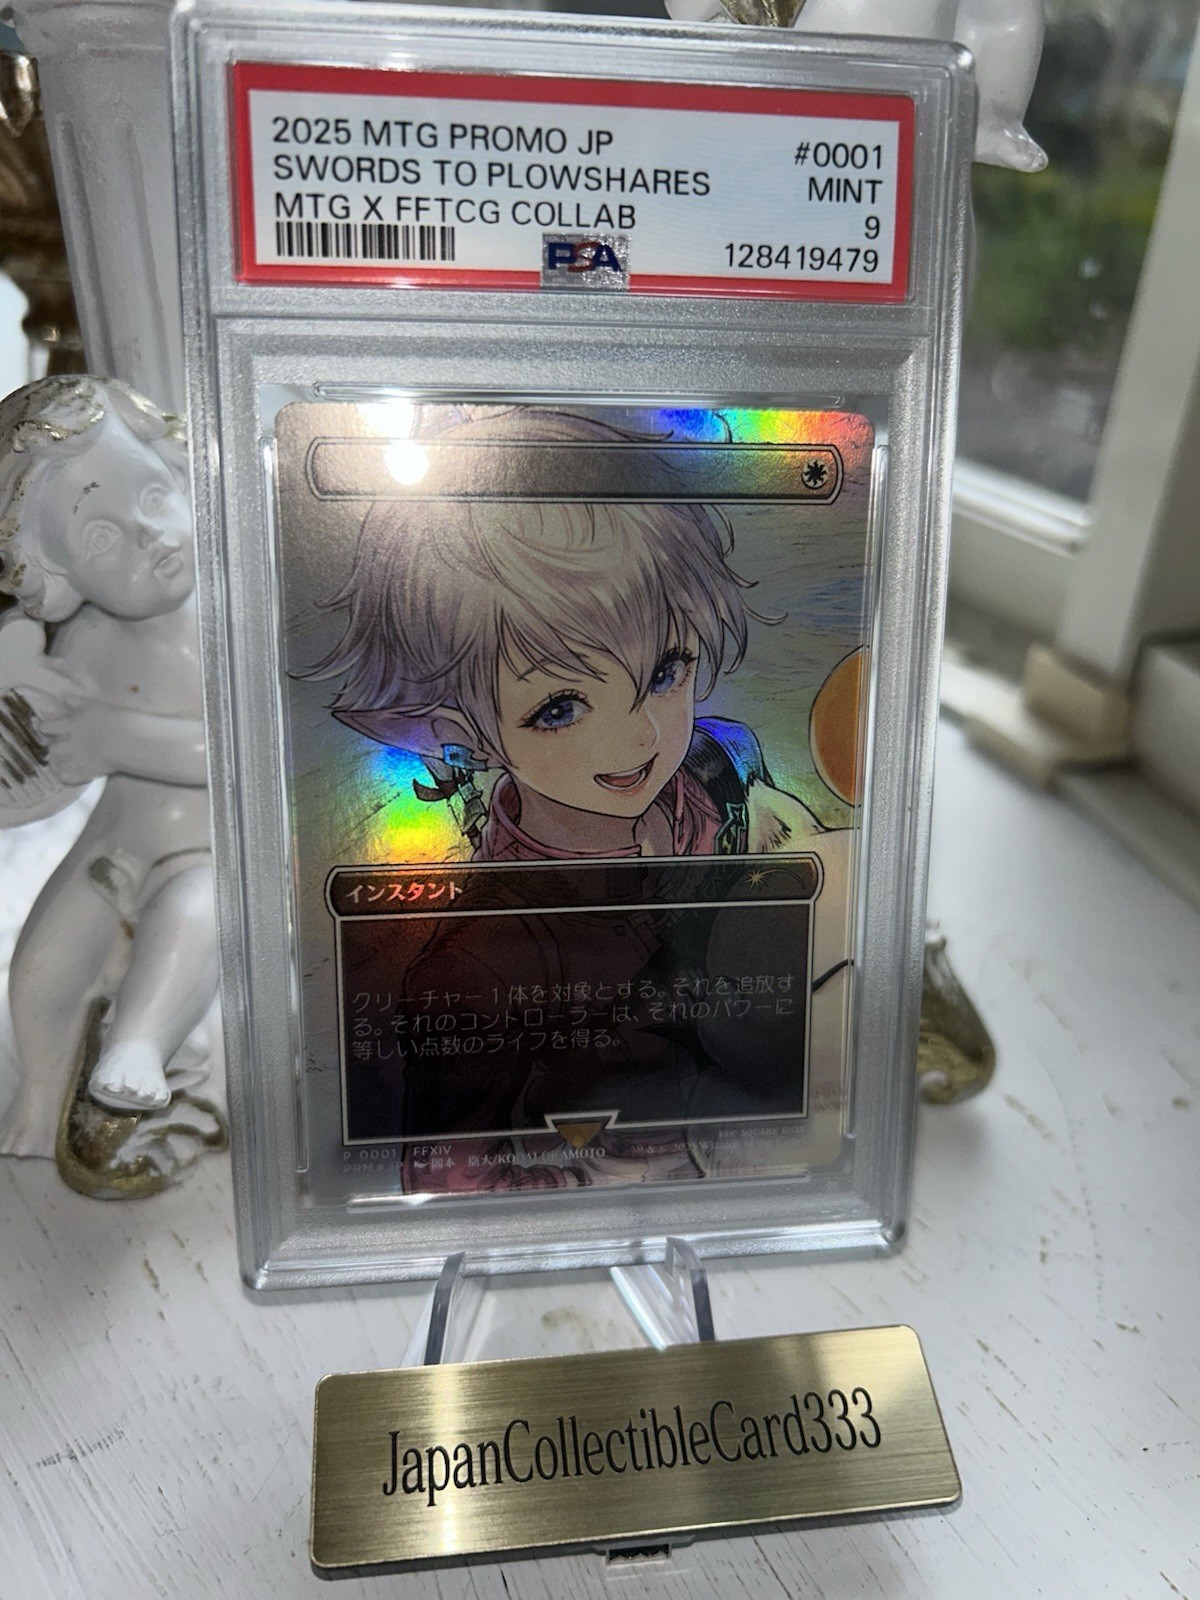 2025 MTG PROMO JP
#0001
SWORDS TO PLOWSHARES
MINT
MTG X FFTCG COLLAB
9
PSA
128419479
インスタント
クリーチャー1体を対象とする。それを追放す
る。それのコントローラーは、それのパワーに
等しい点数のライフを得る。
P 0001 FFXIV
SQUARE ENIX
JapanCollectibleCard333